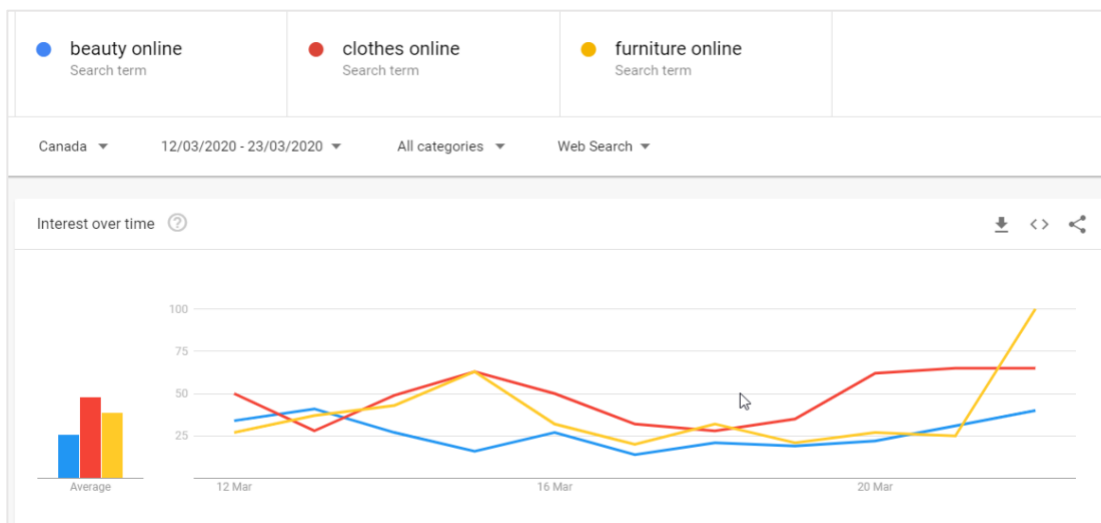 beauty online
Search term
clothes online
Search term
furniture online
Search term
Canada
12/03/2020 - 23/03/2020
All categories
Web Search
Interest over time
?
100
75
50
25
Average
12 Mar
16 Mar
20 Mar